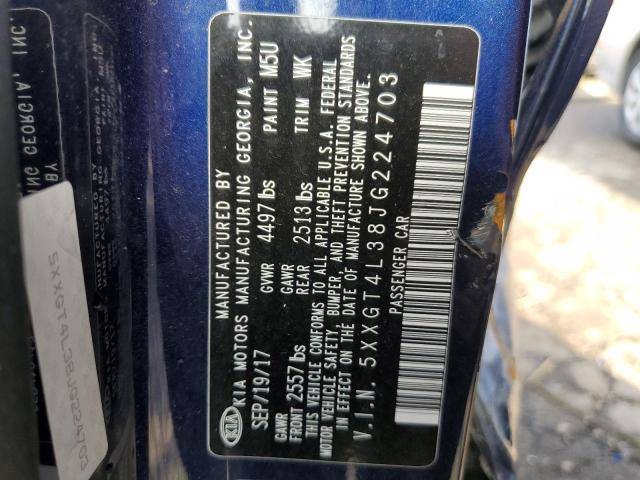 MANUFACTURED BY
KIA MOTORS MANUFACTURING GEORGIA, INC.
SEP/19/17 GVWR 4497 lbs PAINT M5U
GAWR FRONT 2557 lbs GAWR REAR 2513 lbs TRIM WK
THIS VEHICLE CONFORMS TO ALL APPLICABLE U.S.A. FEDERAL
MOTOR VEHICLE SAFETY, BUMPER, AND THEFT PREVENTION STANDARDS
IN EFFECT ON THE DATE OF MANUFACTURE SHOWN ABOVE.
V.I.N. 5XXGT4L38JG224703
PASSENGER CAR
KIA
5XXGT4L38JG224703